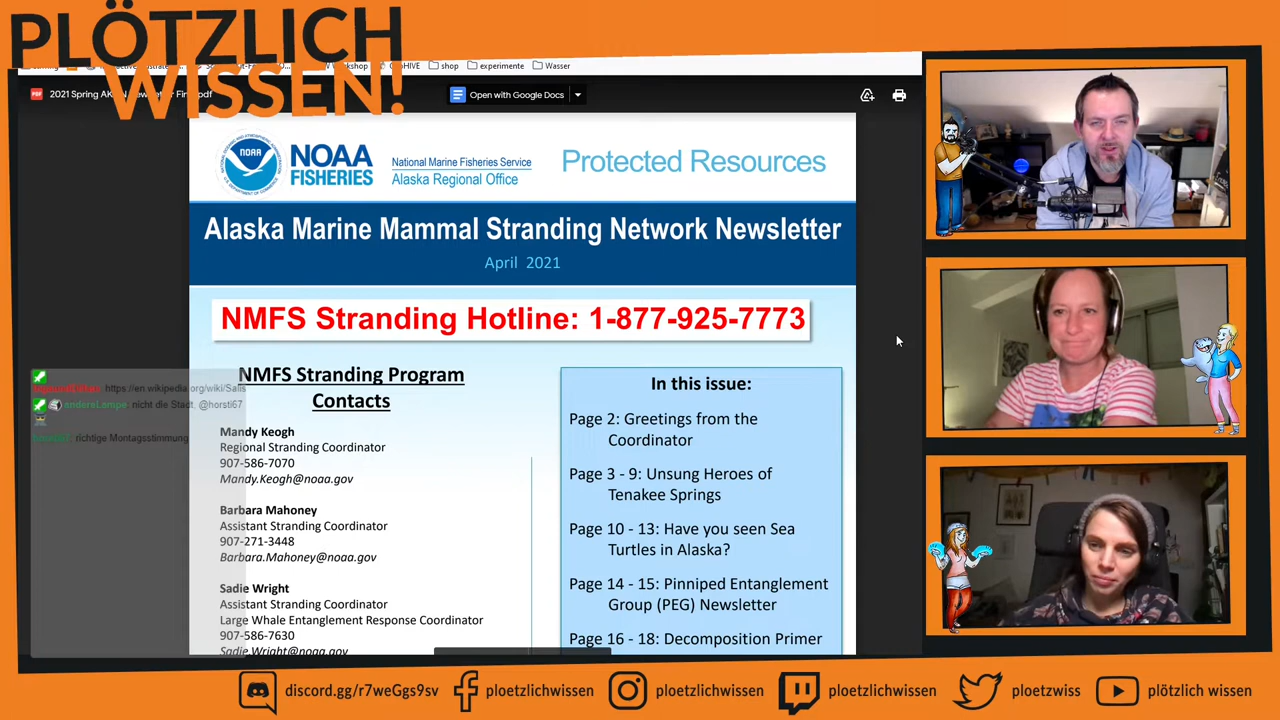 PLÖTZLICH
WISSEN!
shop
experimente
Wasser
2021 Spring
Open with Google Docs
NOAA
NOAA
FISHERIES
National Marine Fisheries Service
Alaska Regional Office
Protected Resources
Alaska Marine Mammal Stranding Network Newsletter
April 2021
NMFS Stranding Hotline: 1-877-925-7773
NMFS Stranding Program
Contacts
Mandy Keogh
Regional Stranding Coordinator
907-586-7070
Mandy.Keogh@noaa.gov
Barbara Mahoney
Assistant Stranding Coordinator
907-271-3448
Barbara.Mahoney@noaa.gov
Sadie Wright
Assistant Stranding Coordinator
Large Whale Entanglement Response Coordinator
907-586-7630
Sadie.Wright@noaa.gov
In this issue:
Page 2: Greetings from the
Coordinator
Page 3 - 9: Unsung Heroes of
Tenakee Springs
Page 10 - 13: Have you seen Sea
Turtles in Alaska?
Page 14 - 15: Pinniped Entanglement
Group (PEG) Newsletter
Page 16 - 18: Decomposition Primer
https://en.wikipedia.org/wiki/Salis
andereLampe: nicht die Stadt, @horsti67
richtige Montagsstimmung
discord.gg/r7weGgs9sv
ploetzlichwissen
ploetzlichwissen
ploetzlichwissen
ploetzwiss
plötzlich wissen